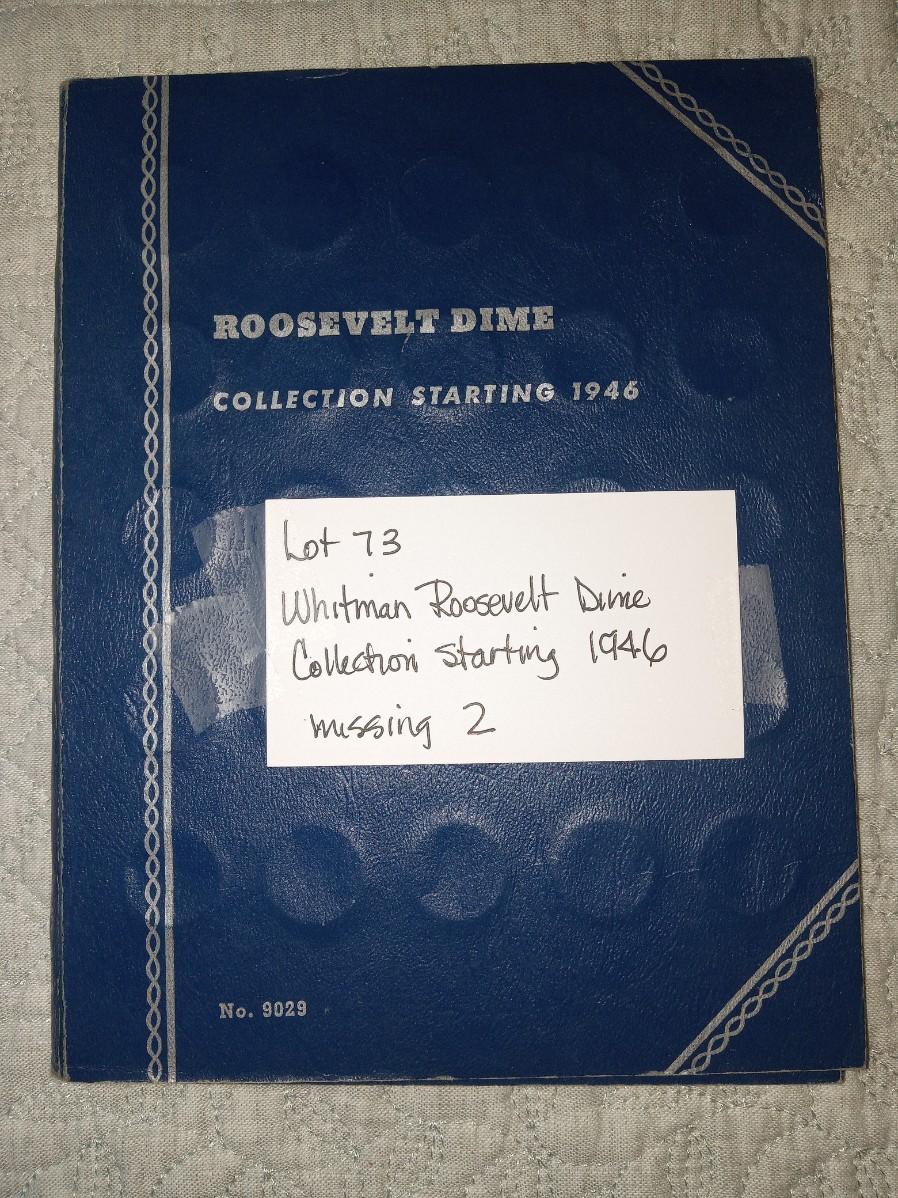 ROOSEVELT DIME
COLLECTION STARTING 1946
Lot 73
Whitman Roosevelt Dime
Collection Starting 1946
missing 2
No. 9029